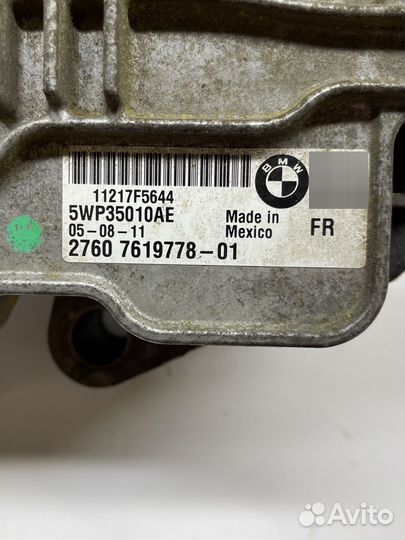 BMW
11217F5644
5WP35010AE
05-08-11
Made in
Mexico
FR
2760 7619778-01
Avito